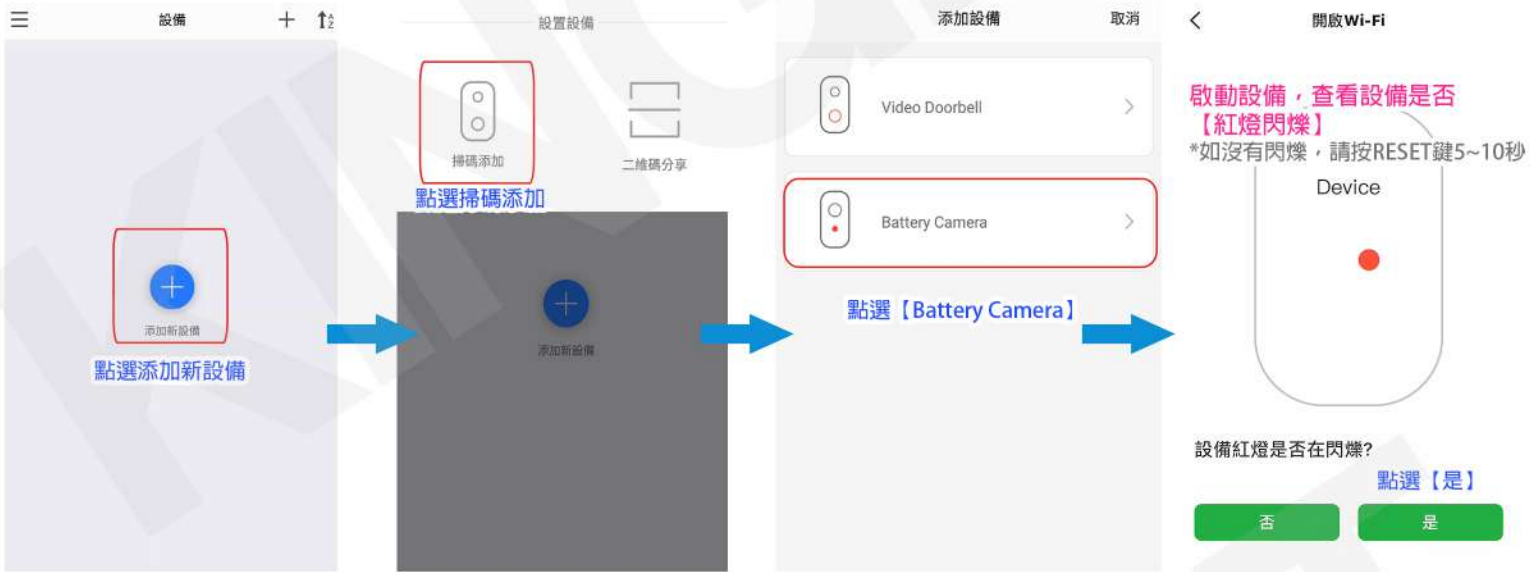 設備
添加新設備
點選添加新設備
設置設備
掃碼添加
二维碼分享
點選掃碼添加
添加新設備
添加設備
取消
Video Doorbell
Battery Camera
點選【Battery Camera】
開啟Wi-Fi
啟動設備，查看設備是否
【紅燈閃爍】
*如沒有閃爍，請按RESET鍵5~10秒
Device
設備紅燈是否在閃爍?
點選【是】
否
是